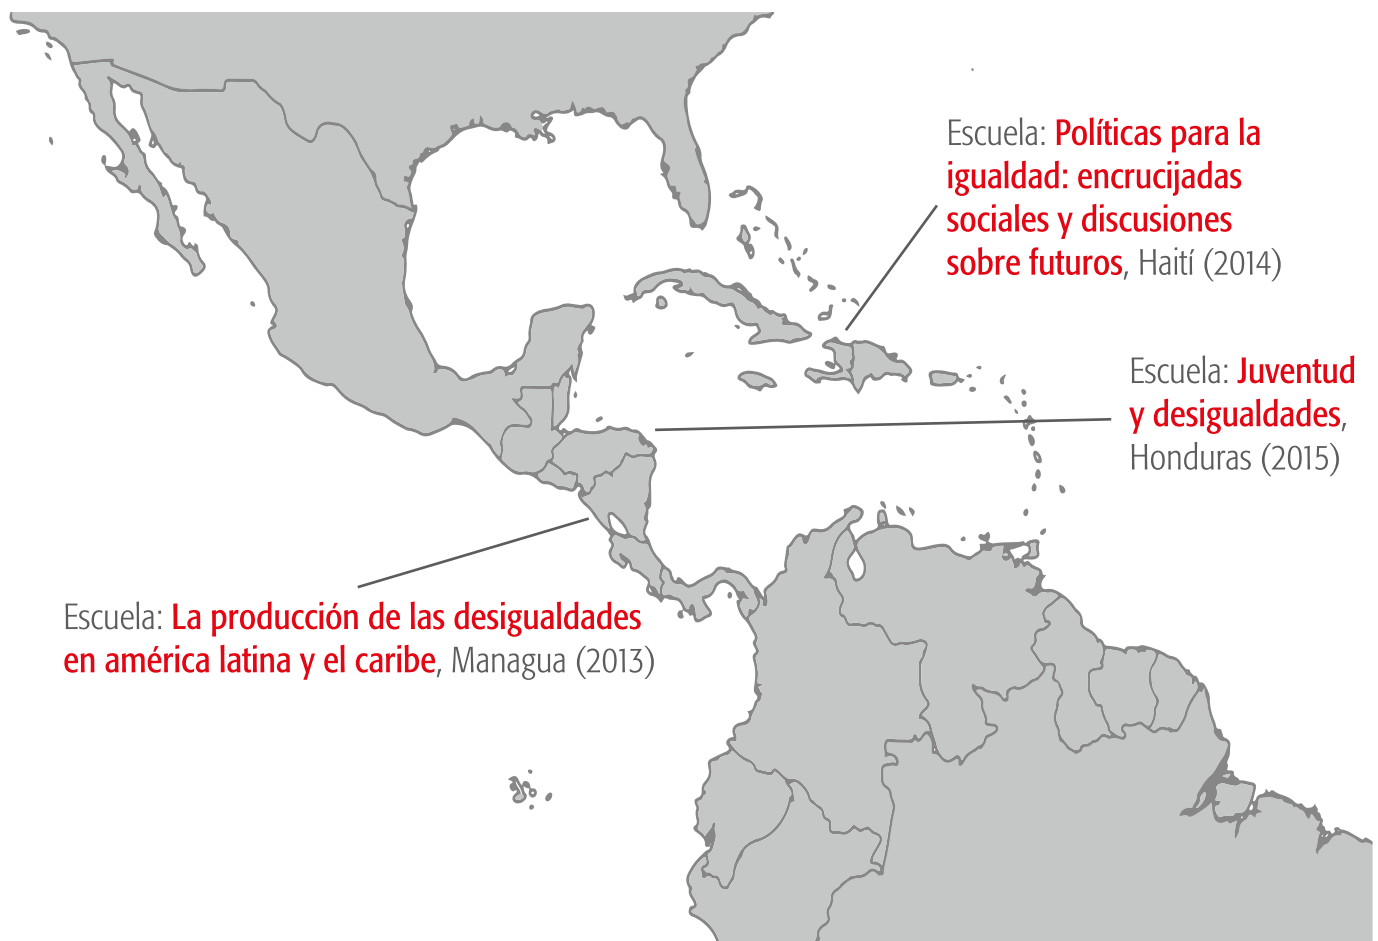 Escuela: Políticas para la
igualdad: encrucijadas
sociales y discusiones
sobre futuros, Haití (2014)
Escuela: Juventud
y desigualdades,
Honduras (2015)
Escuela: La producción de las desigualdades
en américa latina y el caribe, Managua (2013)